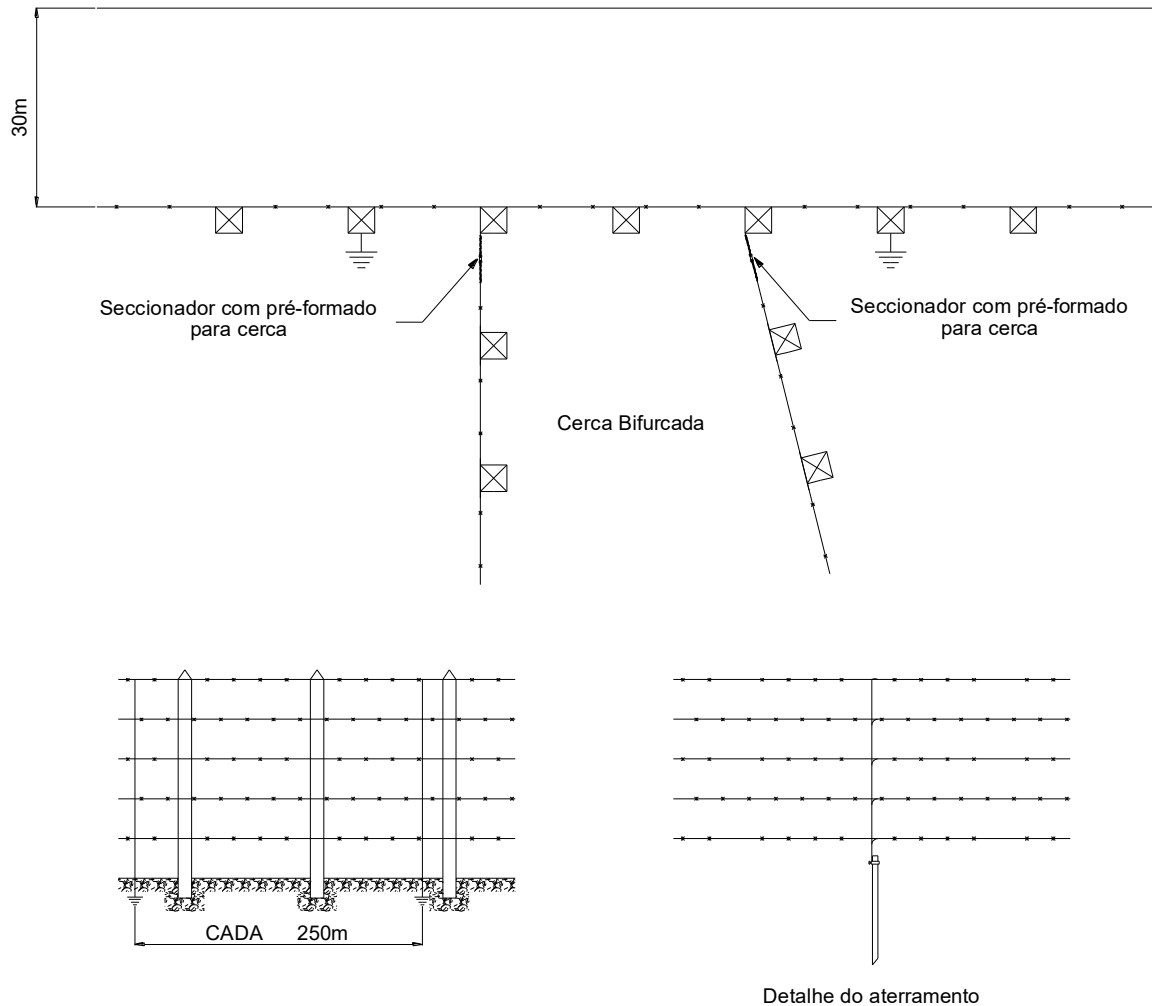 30m
Seccionador com pré-formado
para cerca
Seccionador com pré-formado
para cerca
Cerca Bifurcada
CADA 250m
Detalhe do aterramento